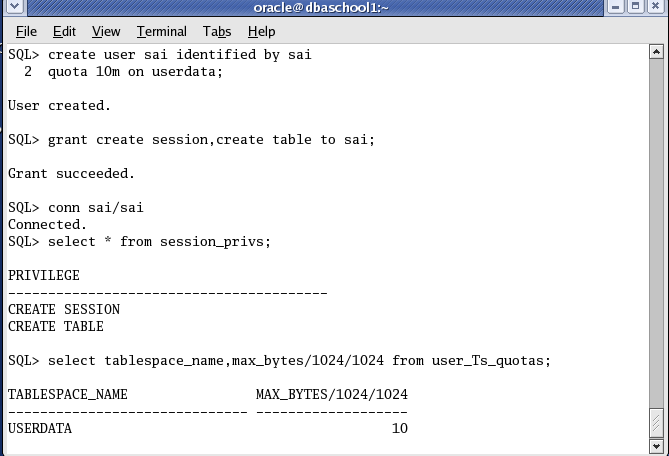 oracle@dbaschool1:~
File Edit View Terminal Tabs Help
SQL> create user sai identified by sai
  2  quota 10m on userdata;
User created.
SQL> grant create session,create table to sai;
Grant succeeded.
SQL> conn sai/sai
Connected.
SQL> select * from session_privs;
PRIVILEGE
----------------------------------------
CREATE SESSION
CREATE TABLE
SQL> select tablespace_name,max_bytes/1024/1024 from user_Ts_quotas;
TABLESPACE_NAME                MAX_BYTES/1024/1024
------------------------------ -------------------
USERDATA                                        10